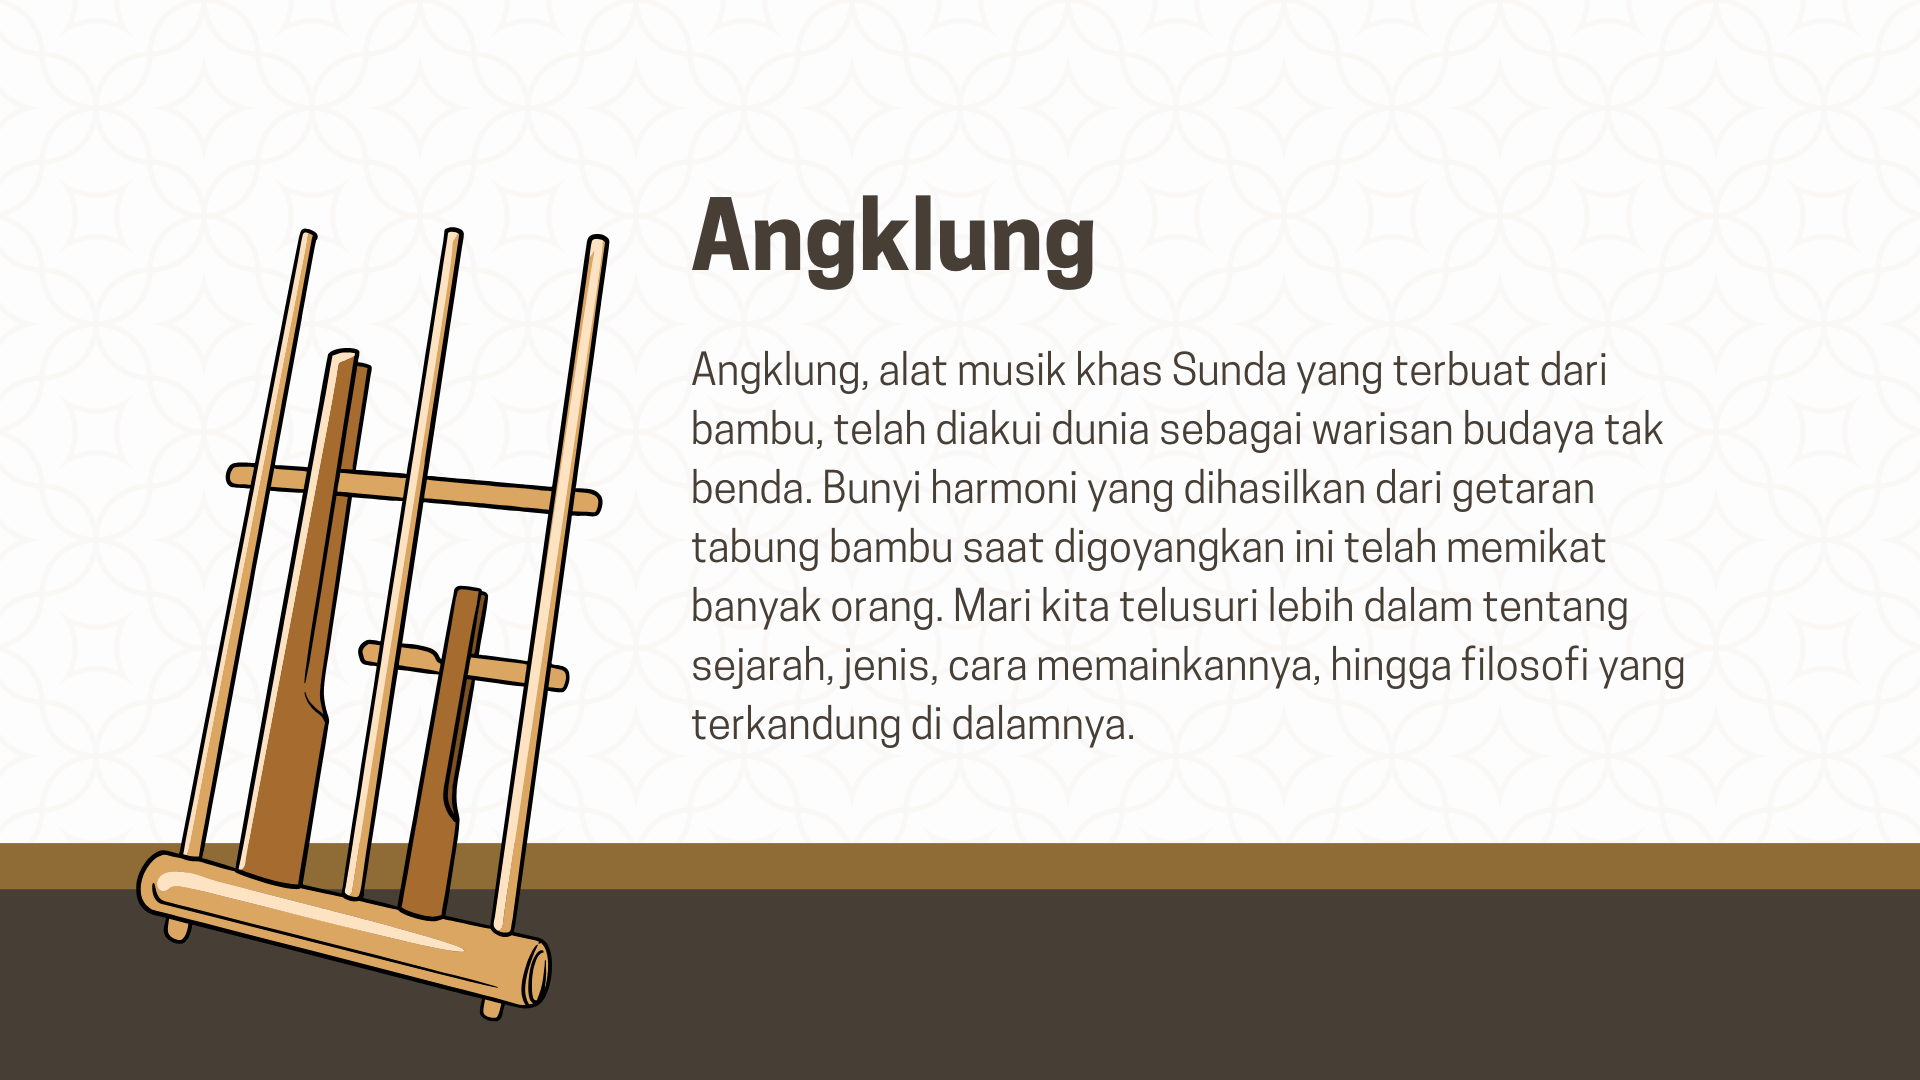 Angklung
Angklung, alat musik khas Sunda yang terbuat dari
bambu, telah diakui dunia sebagai warisan budaya tak
benda. Bunyi harmoni yang dihasilkan dari getaran
tabung bambu saat digoyangkan ini telah memikat
banyak orang. Mari kita telusuri lebih dalam tentang
sejarah, jenis, cara memainkannya, hingga filosofi yang
terkandung di dalamnya.